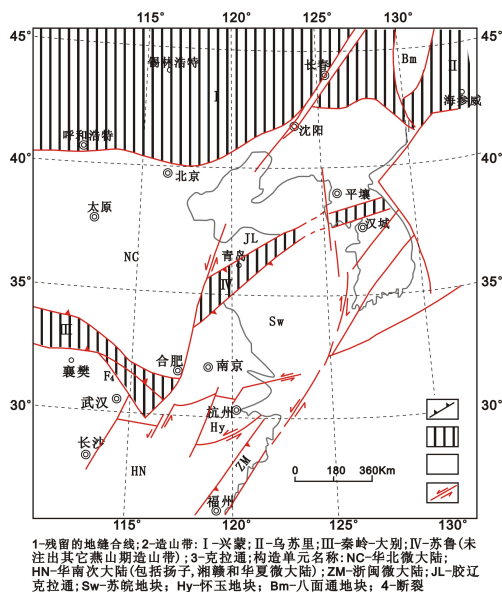 115° 120° 125° 130°
45° 45°
锡林浩特
长春
Bm
I
II
海参威
呼和浩特
沈阳
40° 40°
北京
平壤
太原
汉城
JL
NC
青岛
35° 35°
IV
Sw
III
合肥
襄樊
F₄
南京
武汉
30° 30°
杭州
Hy
长沙
HN
ZM
0 180 360Km
福州
115° 120° 125° 130°
1-残留的地缝合线;2-造山带:I-兴蒙;II-乌苏里;III-秦岭-大别;IV-苏鲁(未
注出其它燕山期造山带);3-克拉通;构造单元名称:NC-华北微大陆;
HN-华南次大陆(包括扬子,湘赣和华夏微大陆);ZM-浙闽微大陆;JL-胶辽
克拉通;Sw-苏皖地块;Hy-怀玉地块;Bm-八面通地块;4-断裂